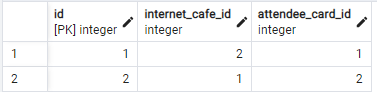 id internet_cafe_id attendee_card_id
[PK] integer integer integer
1 1 2 1
2 2 1 2